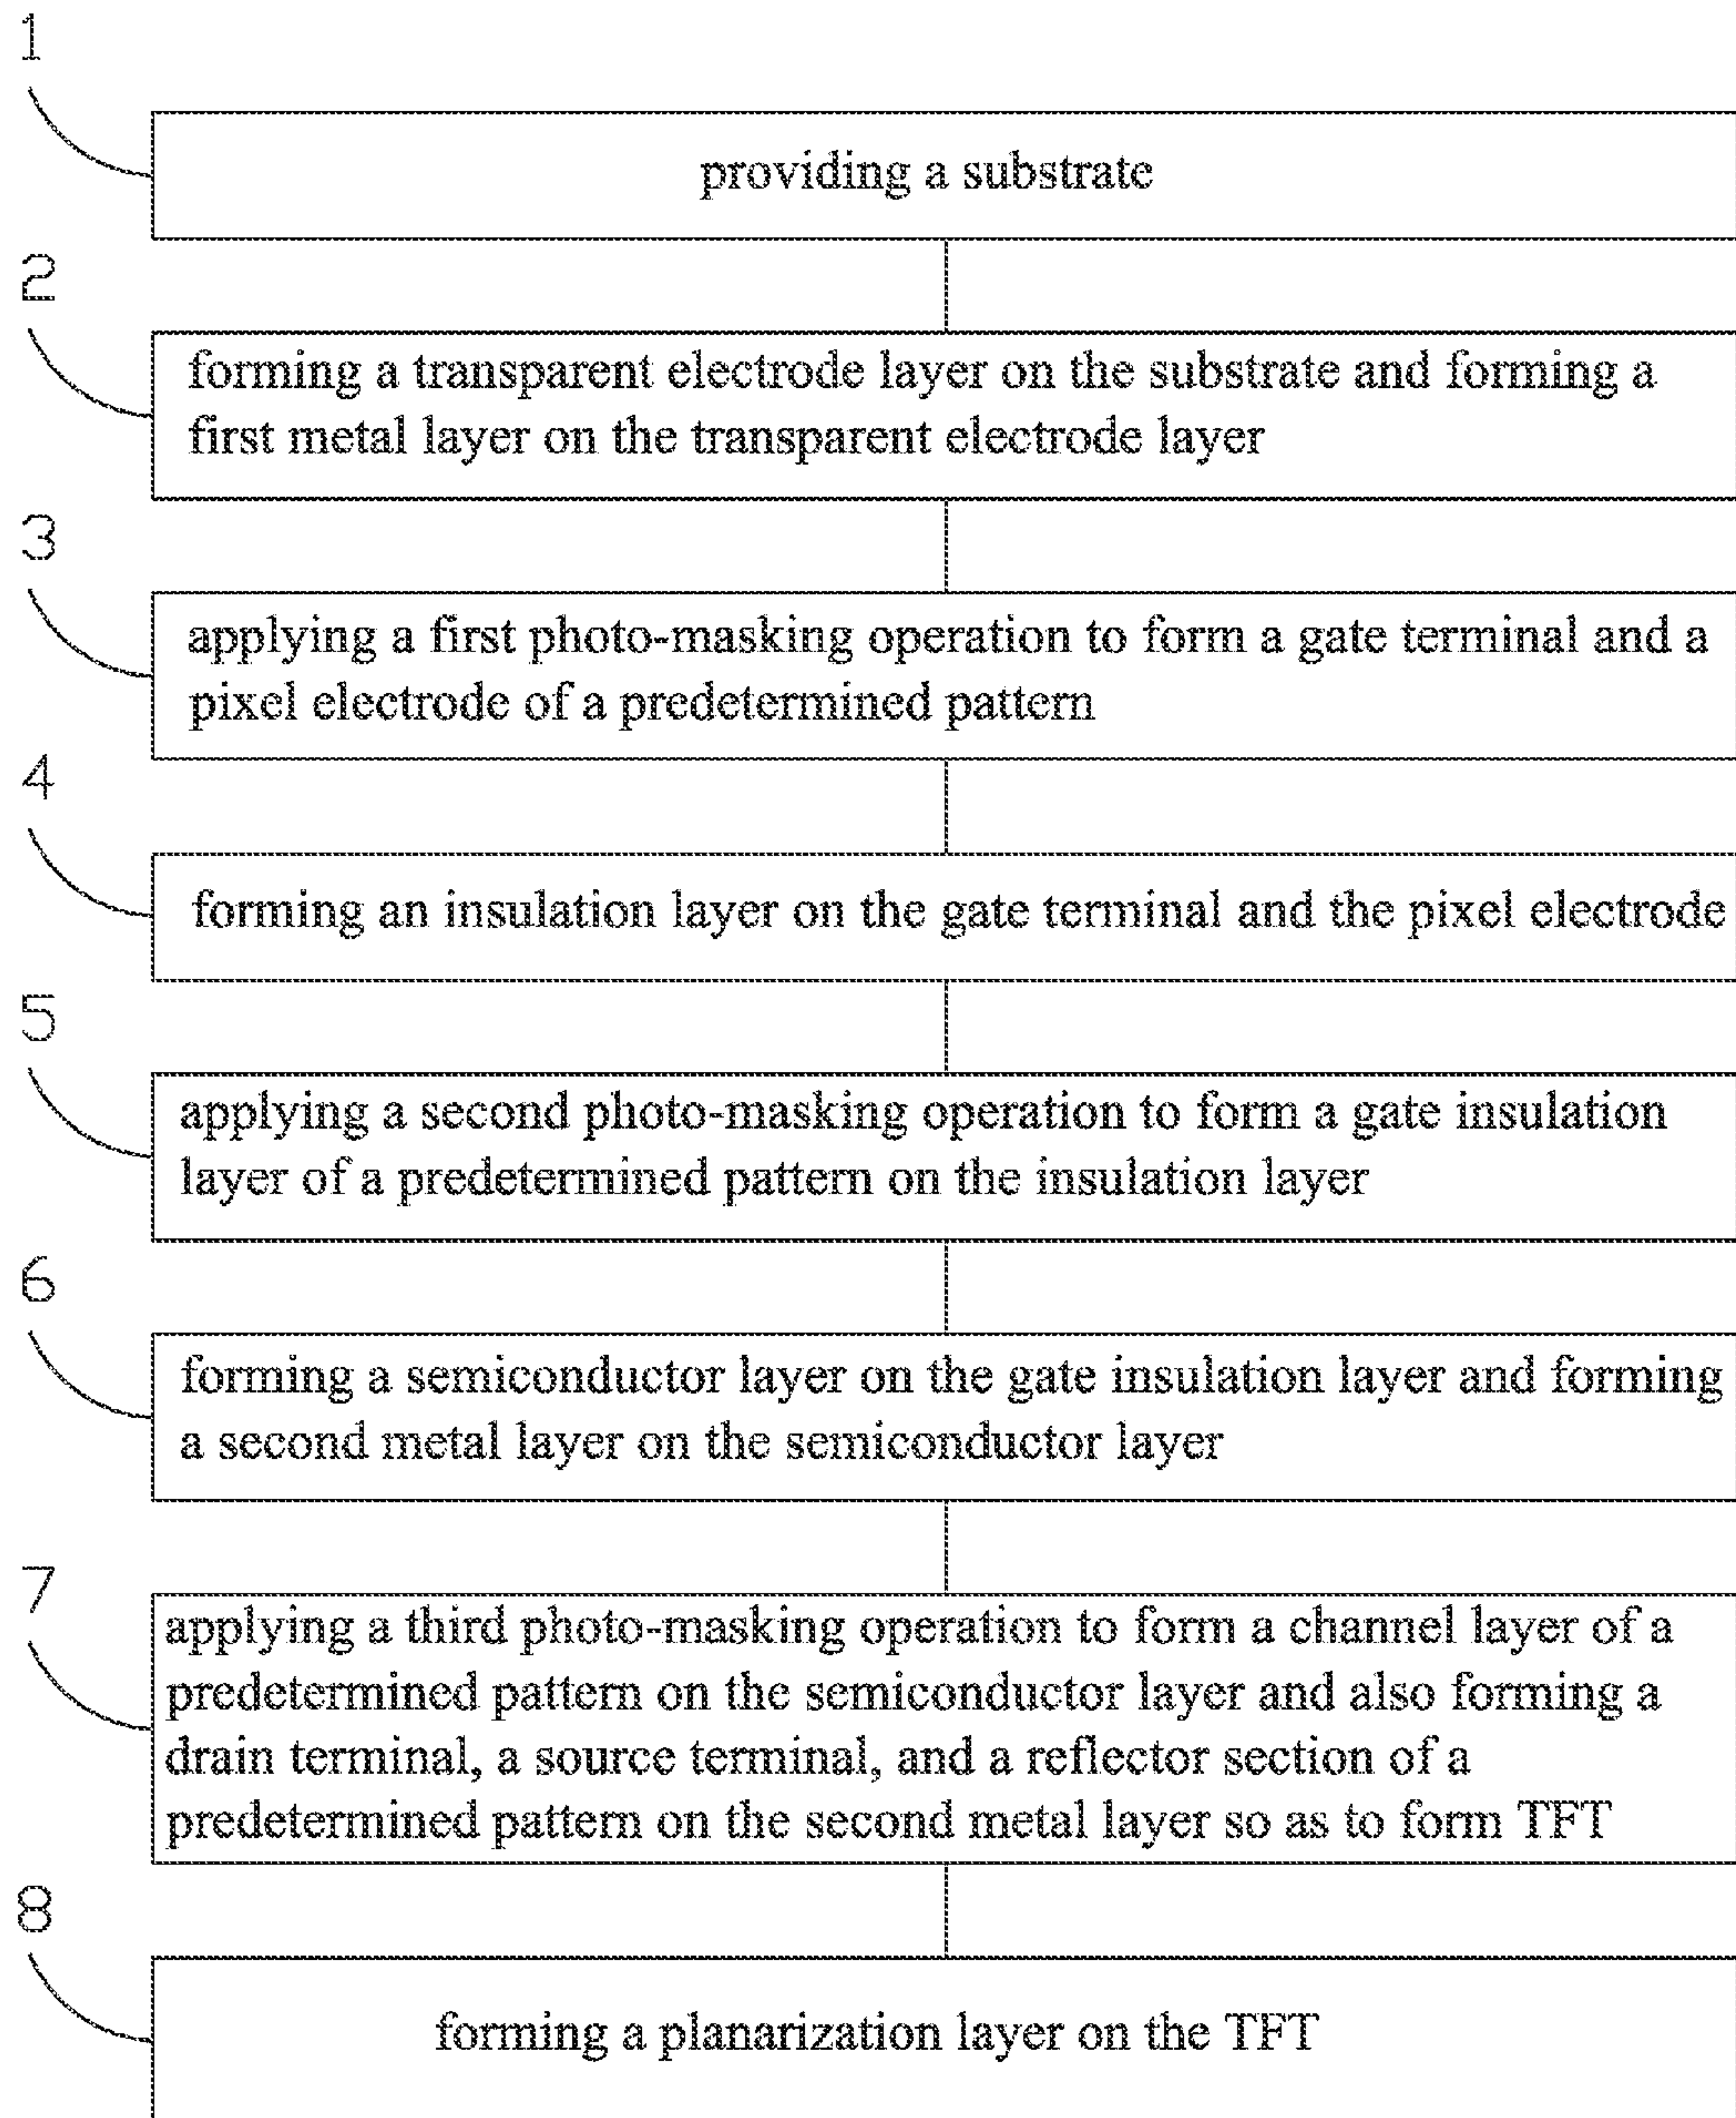 1
providing a substrate
2
forming a transparent electrode layer on the substrate and forming a
first metal layer on the transparent electrode layer
3
applying a first photo-masking operation to form a gate terminal and a
pixel electrode of a predetermined pattern
4
forming an insulation layer on the gate terminal and the pixel electrode
5
applying a second photo-masking operation to form a gate insulation
layer of a predetermined pattern on the insulation layer
6
forming a semiconductor layer on the gate insulation layer and forming
a second metal layer on the semiconductor layer
7
applying a third photo-masking operation to form a channel layer of a
predetermined pattern on the semiconductor layer and also forming a
drain terminal, a source terminal, and a reflector section of a
predetermined pattern on the second metal layer so as to form TFT
8
forming a planarization layer on the TFT